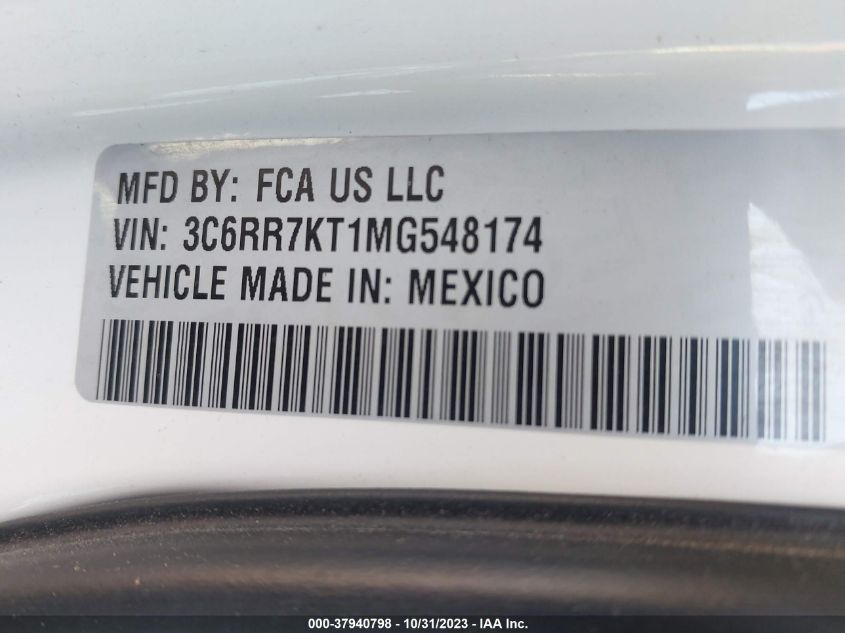 MFD BY: FCA US LLC
VIN: 3C6RR7KT1MG548174
VEHICLE MADE IN: MEXICO
000-37940798 - 10/31/2023 - IAA Inc.